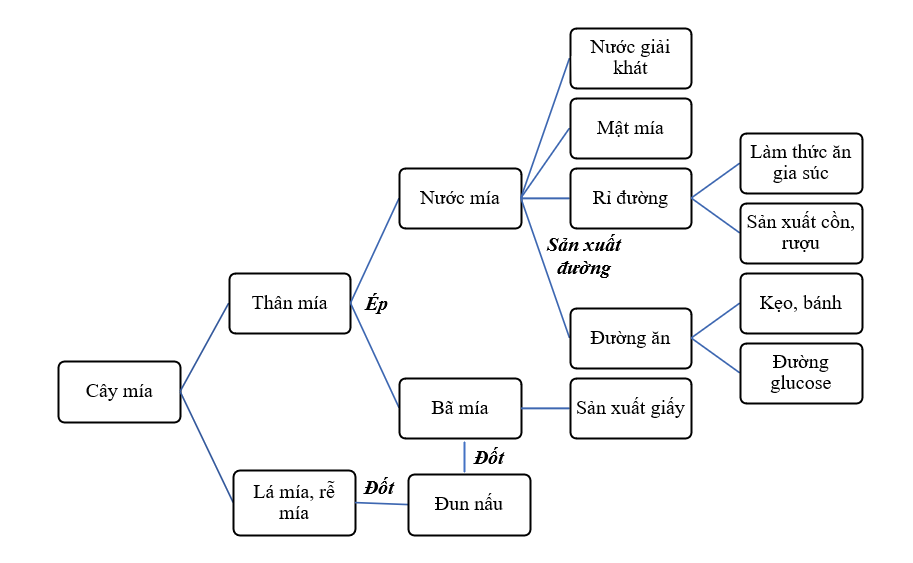 Nước giải
khát
Mật mía
Làm thức ăn
gia súc
Nước mía
Rỉ đường
Sản xuất cồn,
rượu
Sản xuất
đường
Thân mía
Ép
Kẹo, bánh
Đường ăn
Đường
glucose
Cây mía
Bã mía
Sản xuất giấy
Đốt
Lá mía, rễ
mía
Đốt
Đun nấu